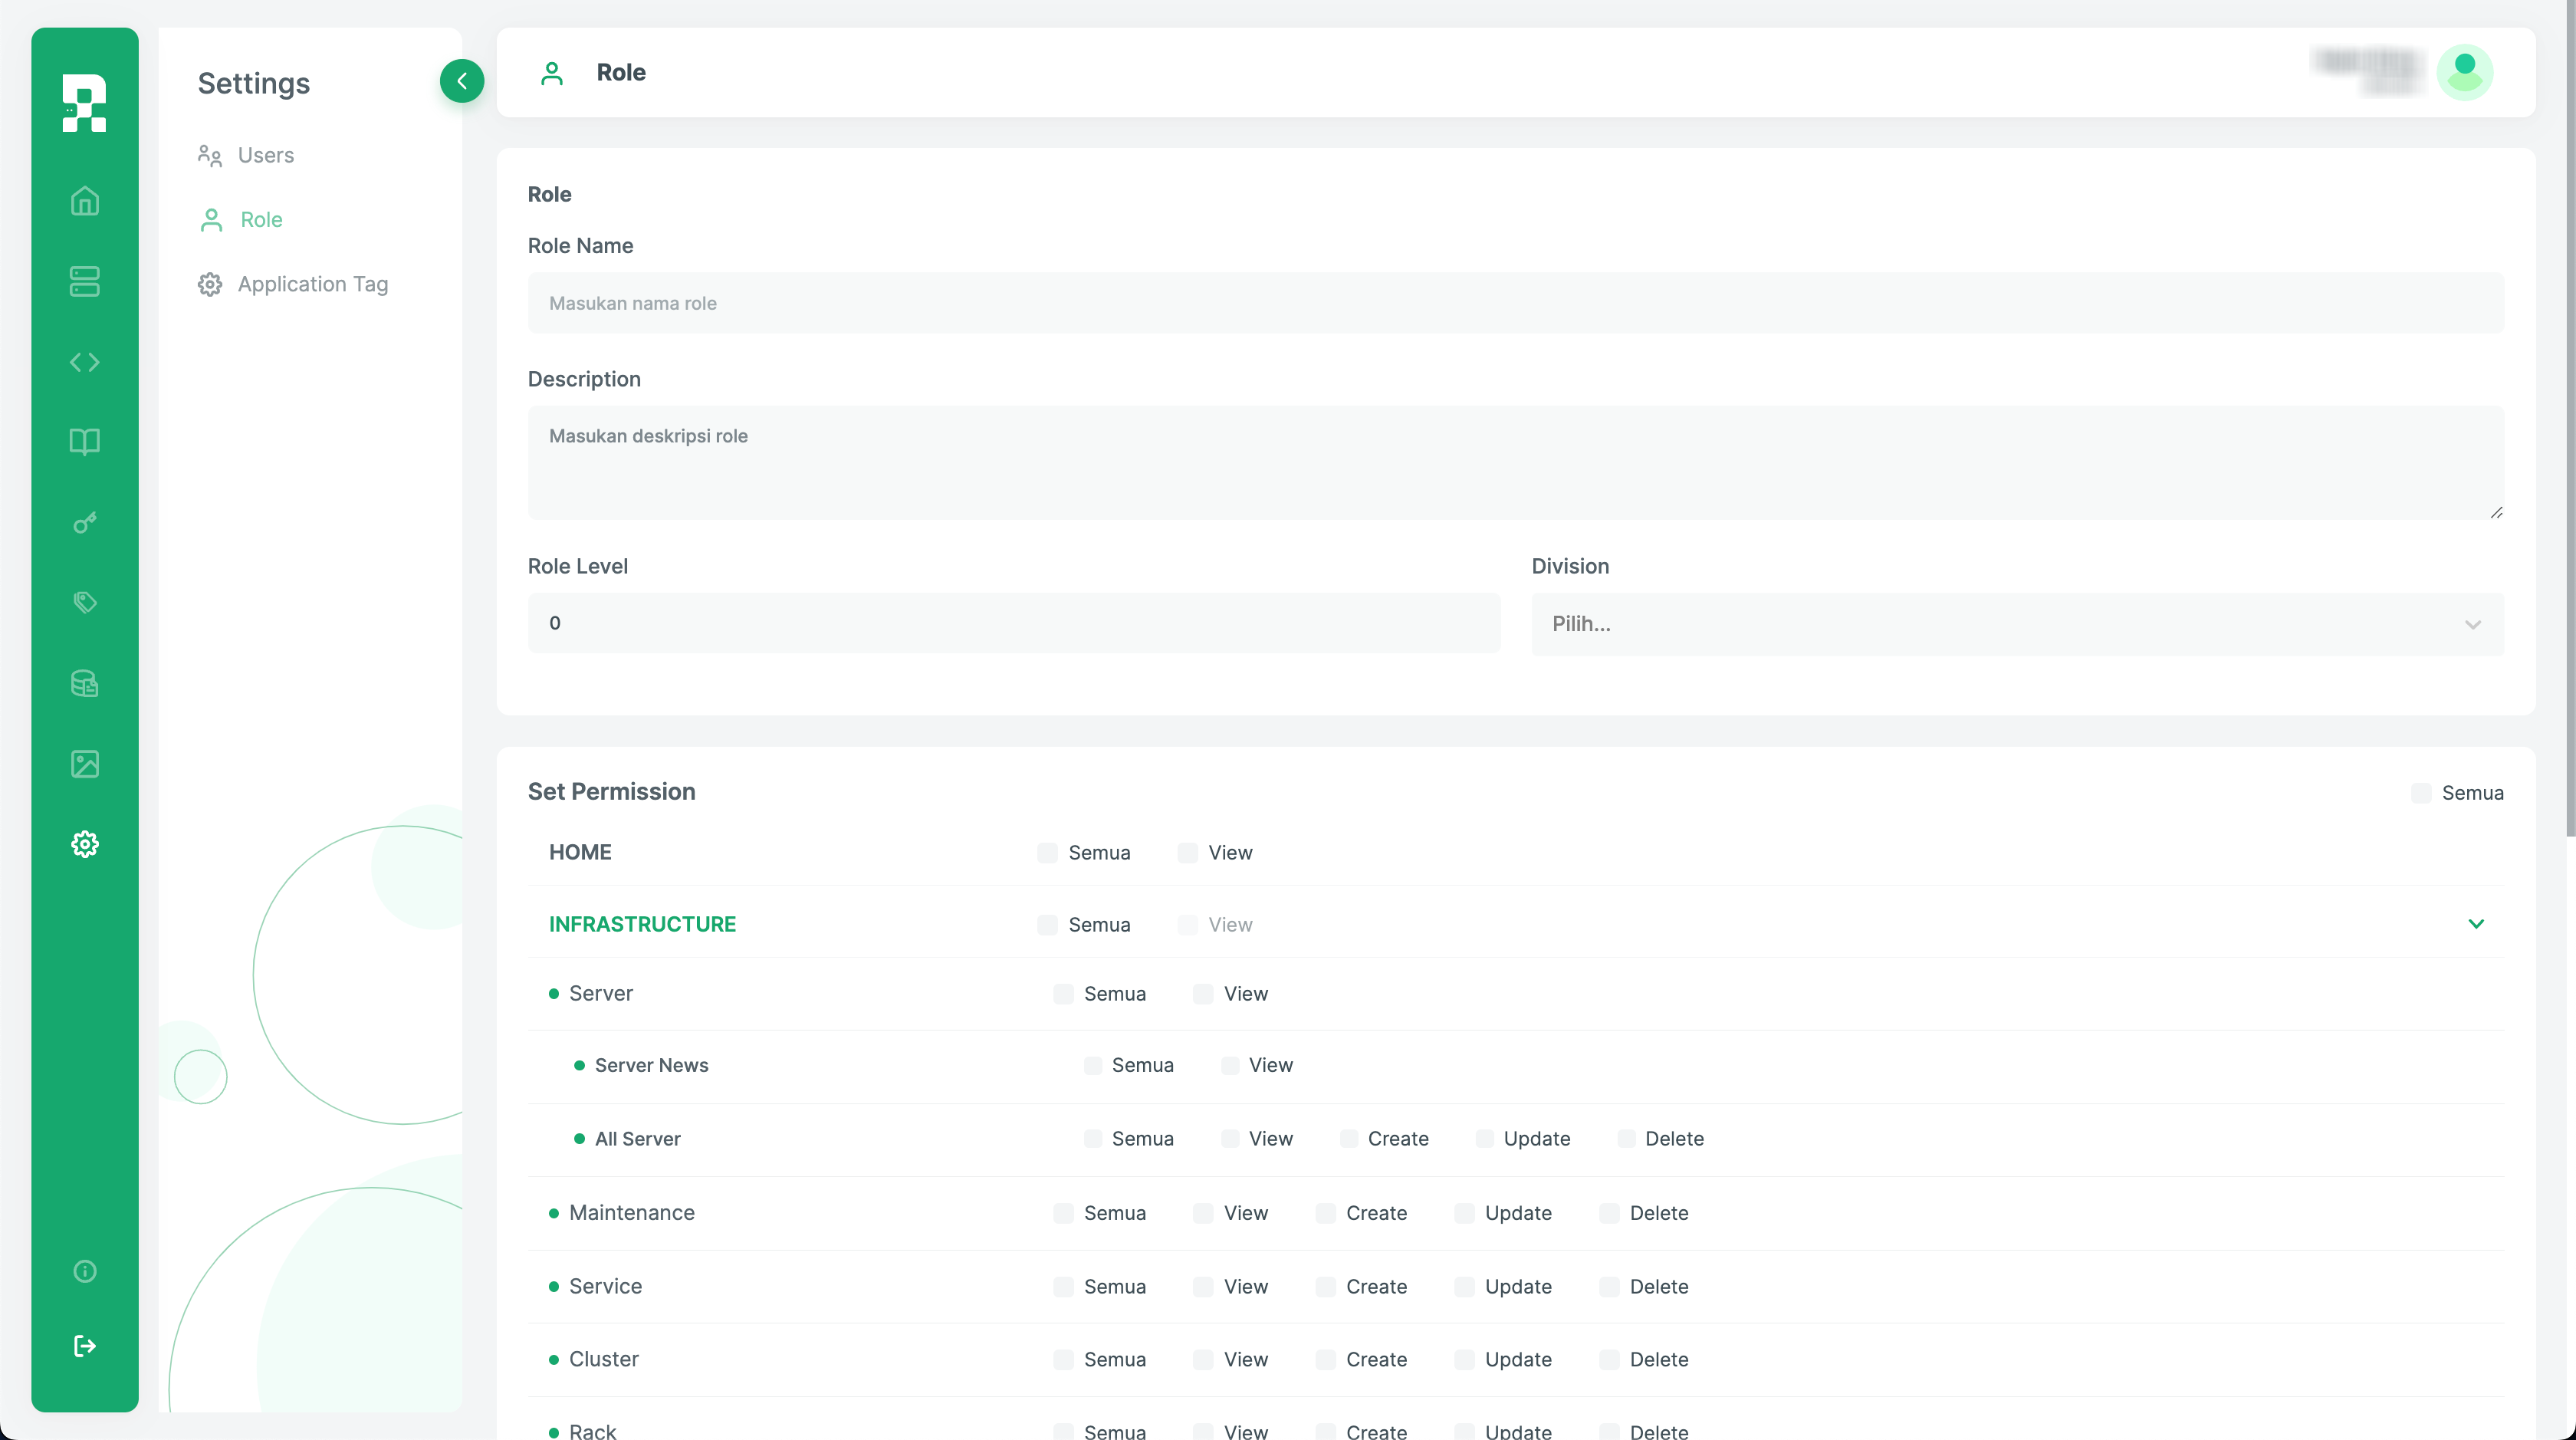 Settings
Users
Role
Application Tag
Role
Role
Role Name
Masukan nama role
Description
Masukan deskripsi role
Role Level
Division
0
Pilih...
Set Permission
Semua
HOME Semua View
INFRASTRUCTURE Semua View
Server Semua View
Server News Semua View
All Server Semua View Create Update Delete
Maintenance Semua View Create Update Delete
Service Semua View Create Update Delete
Cluster Semua View Create Update Delete
Rack Semua View Create Update Delete